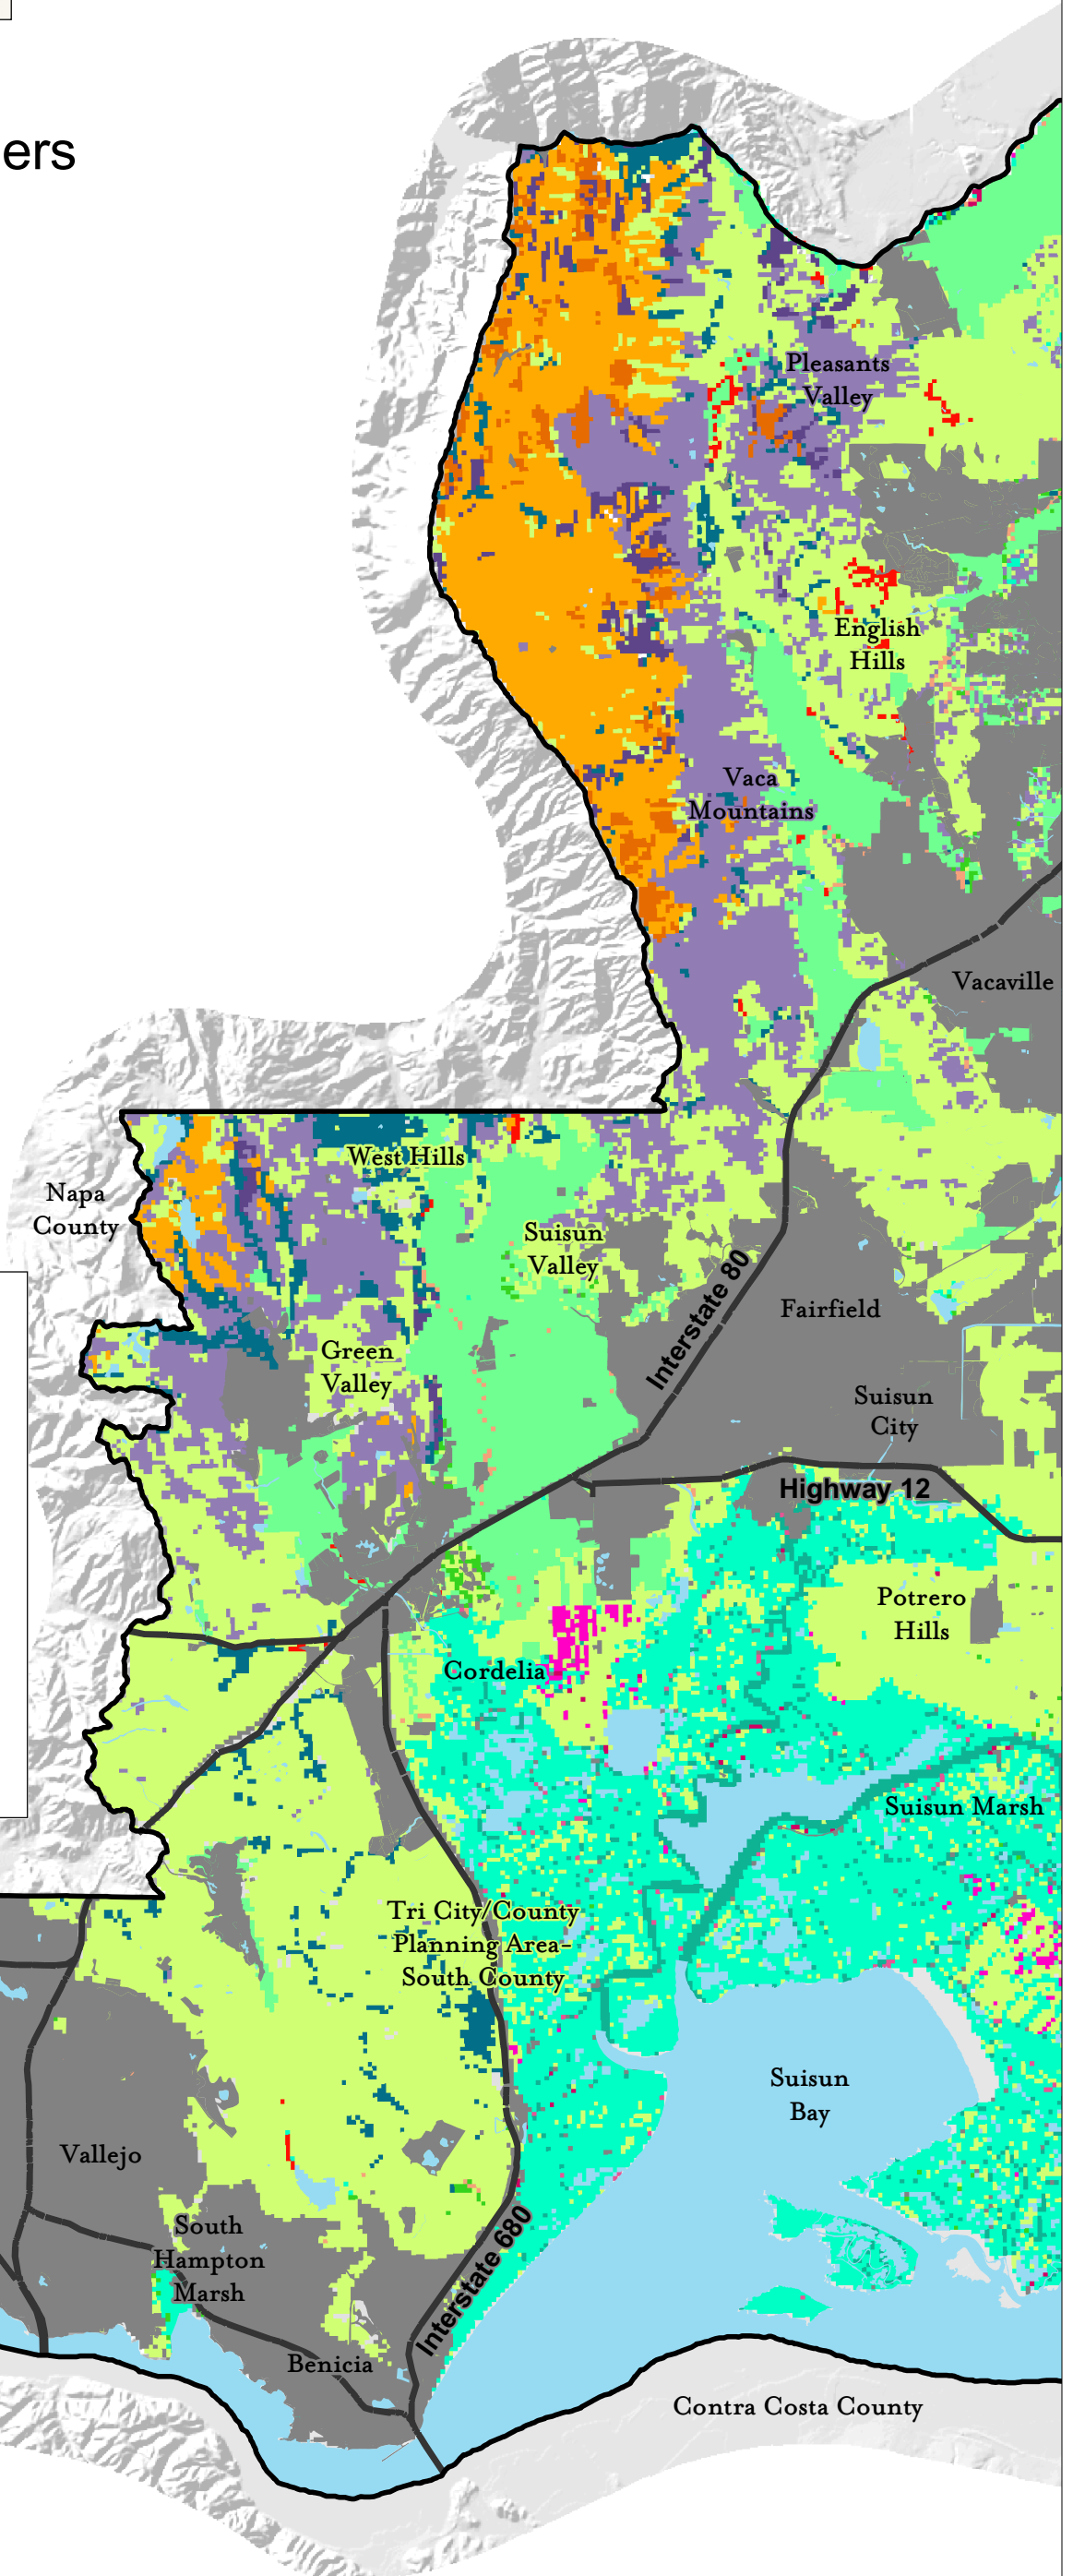 ers
Pleasants
Valley
English
Hills
Vaca
Mountains
Vacaville
West Hills
Napa
County
Suisun
Valley
Interstate 80
Fairfield
Green
Valley
Suisun
City
Highway 12
Potrero
Hills
Cordelia
Suisun Marsh
Tri City/County
Planning Area-
South County
Suisun
Bay
Vallejo
South
Hampton
Marsh
Interstate 680
Benicia
Contra Costa County